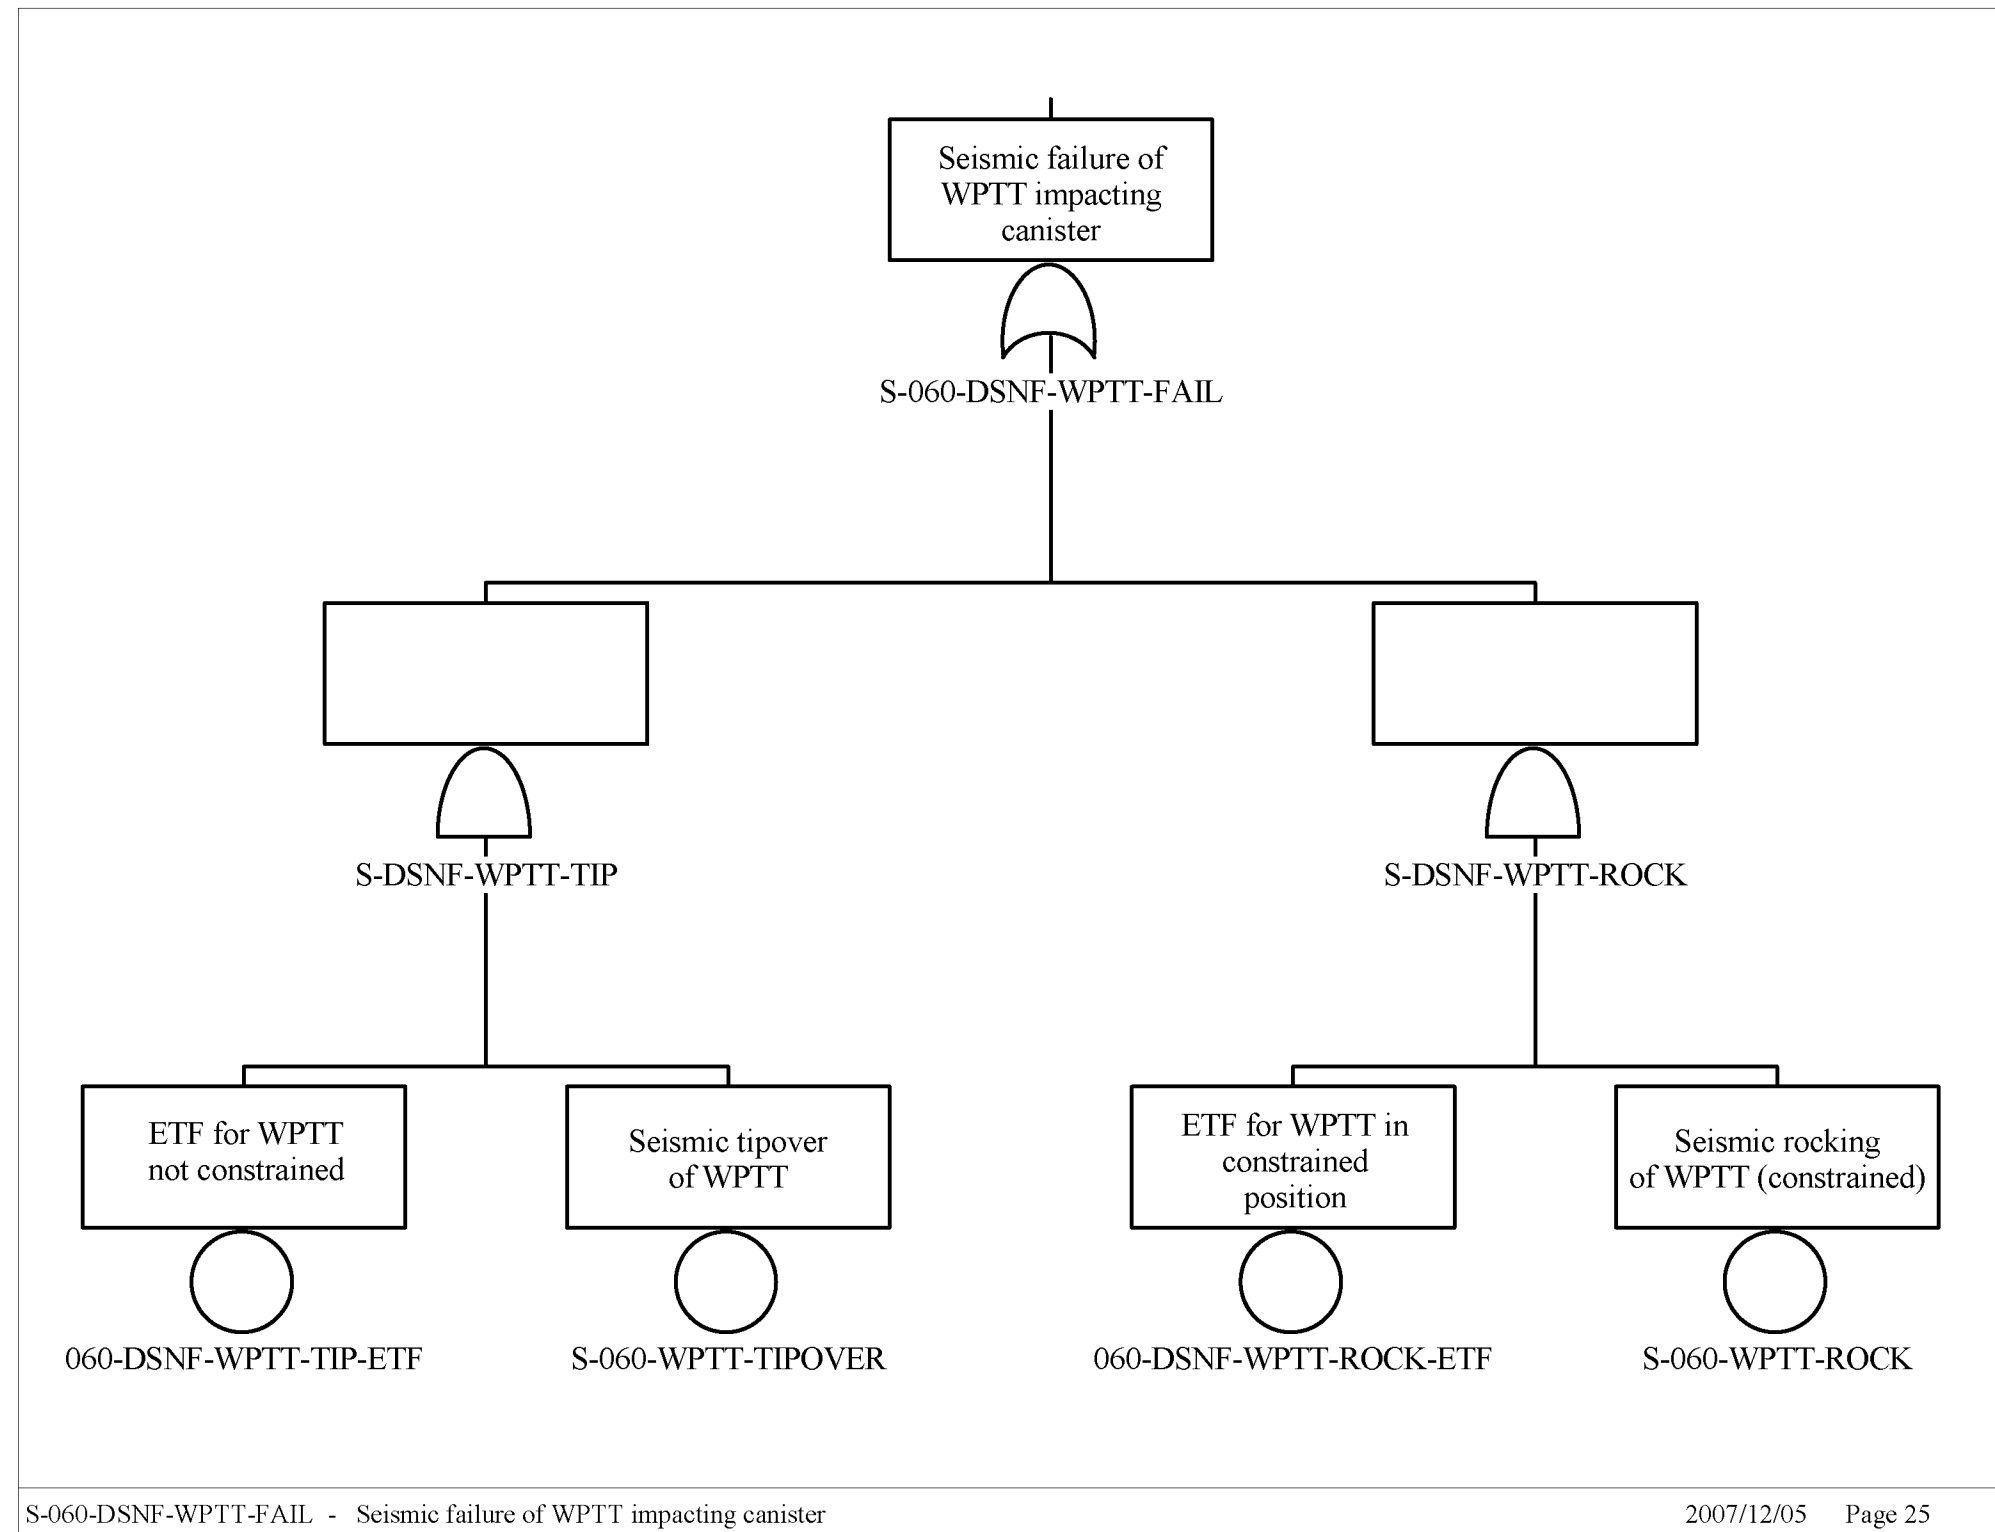 Seismic failure of
WPTT impacting
canister
S-060-DSNF-WPTT-FAIL
S-DSNF-WPTT-TIP
S-DSNF-WPTT-ROCK
ETF for WPTT
not constrained
Seismic tipover
of WPTT
ETF for WPTT in
constrained
position
Seismic rocking
of WPTT (constrained)
060-DSNF-WPTT-TIP-ETF
S-060-WPTT-TIPOVER
060-DSNF-WPTT-ROCK-ETF
S-060-WPTT-ROCK
S-060-DSNF-WPTT-FAIL - Seismic failure of WPTT impacting canister
2007/12/05 Page 25